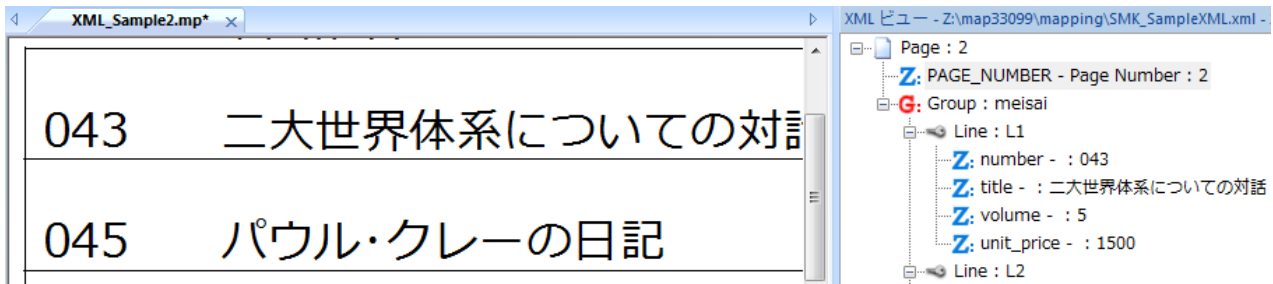 XML_Sample2.mp*
043 二大世界体系についての対
045 パウル・クレーの日記
XML ビュー - Z:\map33099\mapping\SMK_SampleXML.xml -
Page : 2
Z: PAGE_NUMBER - Page Number : 2
G: Group : meisai
Line : L1
Z: number - : 043
Z: title - : 二大世界体系についての対話
Z: volume - : 5
Z: unit_price - : 1500
Line : L2